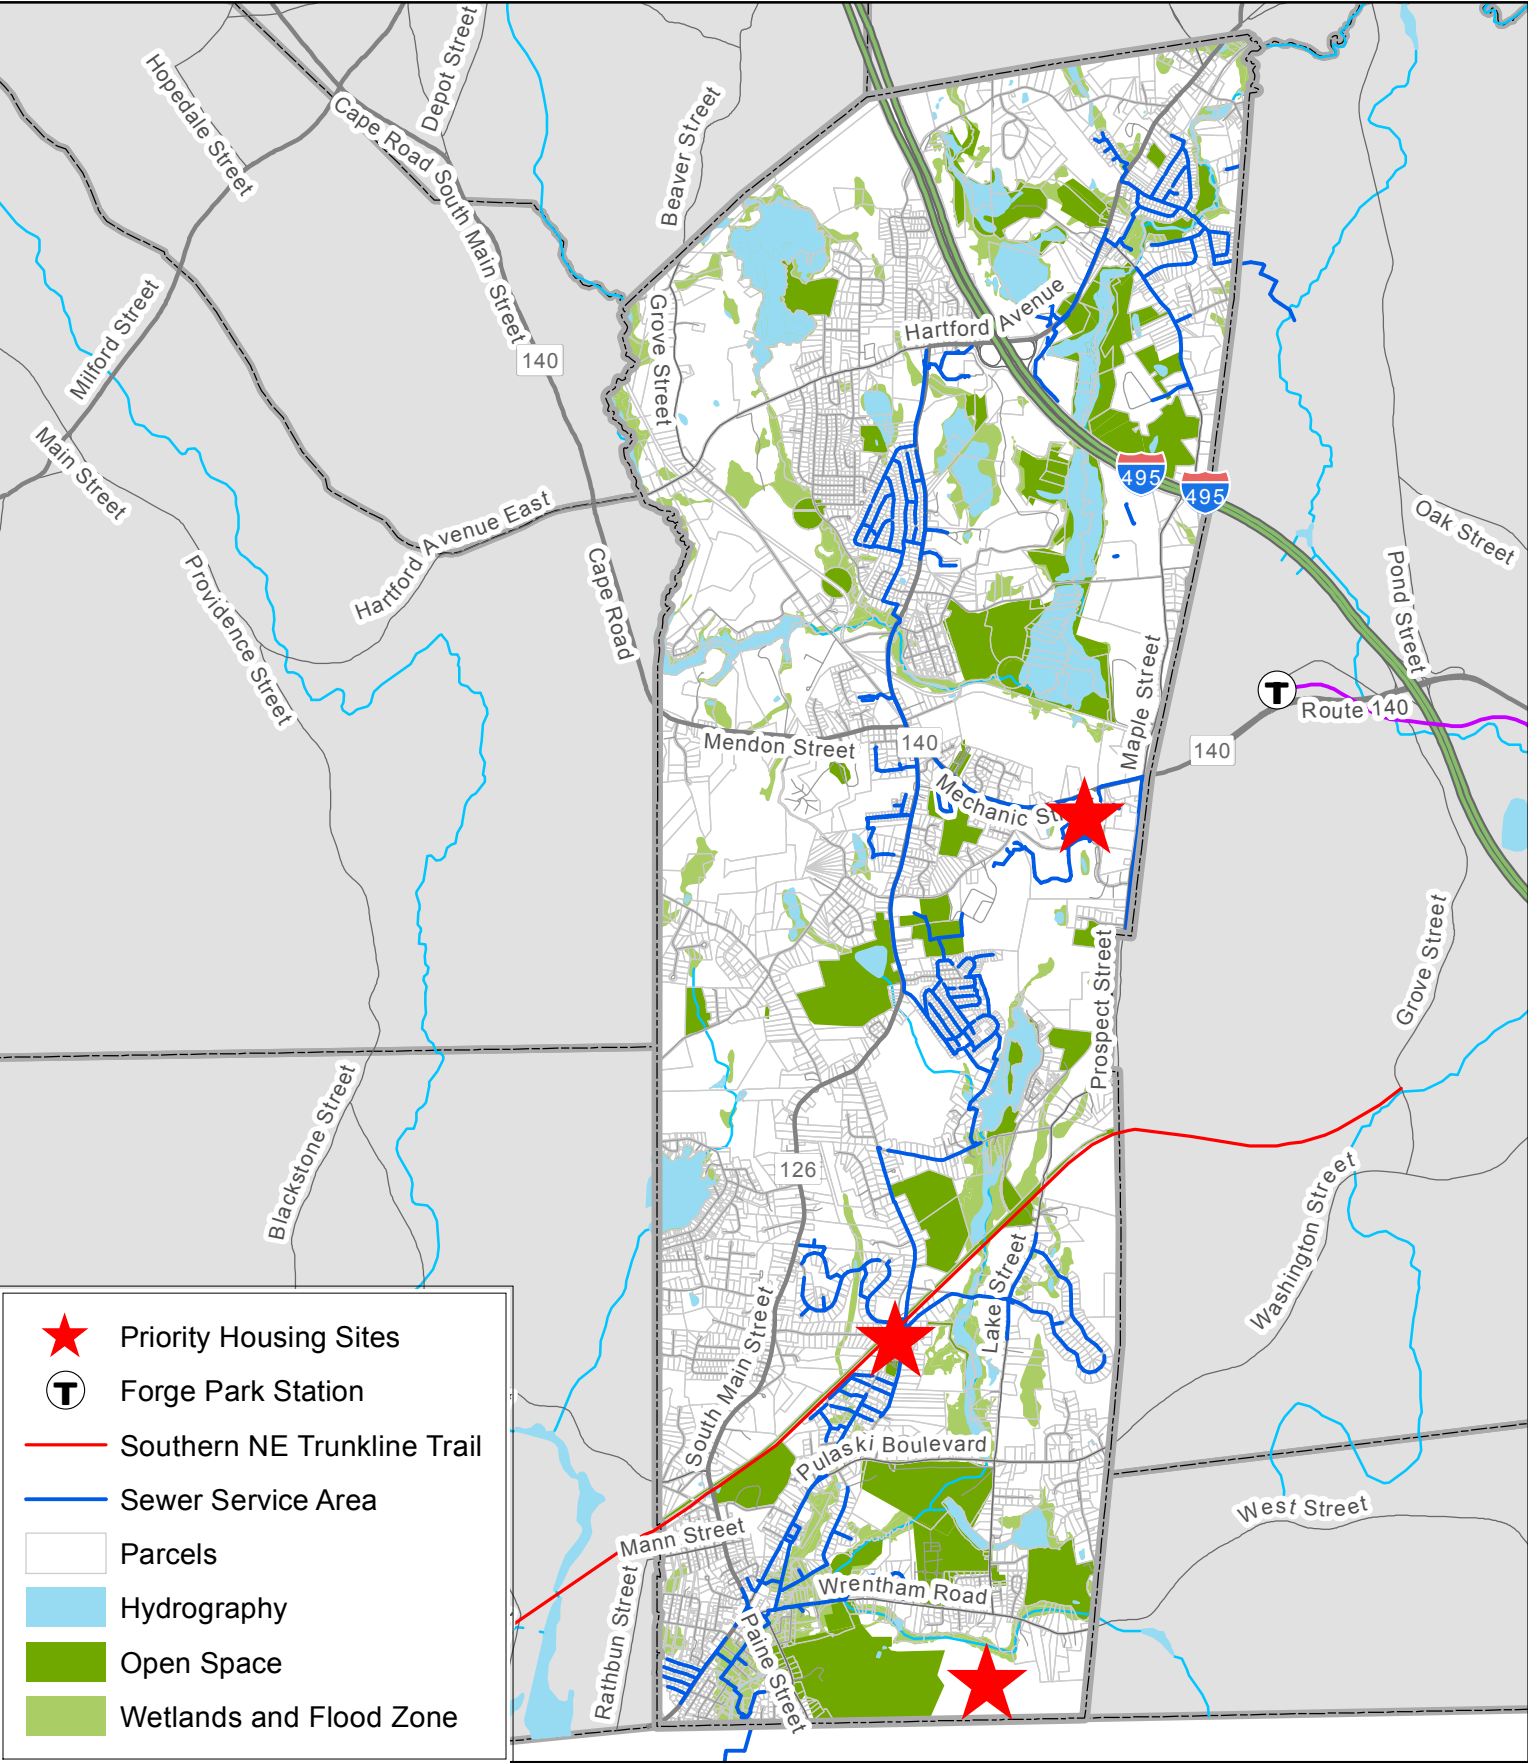 Hopedale Street
Depot Street
Cape Road
South Main Street
Beaver Street
Grove Street
Hartford Avenue
Milford Street
140
Main Street
495
495
Oak Street
Hartford Avenue East
Providence Street
Cape Road
Pond Street
Maple Street
T
Route 140
Mendon Street
140
140
Mechanic St
Grove Street
Prospect Street
Blackstone Street
126
Washington Street
Lake Street
South Main Street
Pulaski Boulevard
West Street
Mann Street
Wrentham Road
Rathbun Street
Paine Street
Priority Housing Sites
T
Forge Park Station
Southern NE Trunkline Trail
Sewer Service Area
Parcels
Hydrography
Open Space
Wetlands and Flood Zone